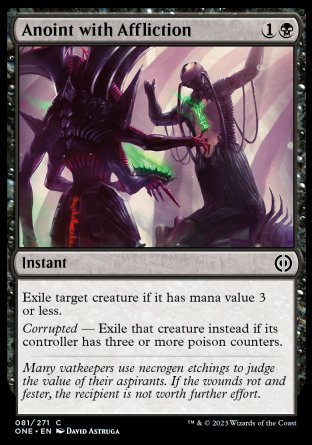 Anoint with Affliction 1
Instant
Exile target creature if it has mana value 3
or less.
Corrupted — Exile that creature instead if its
controller has three or more poison counters.
Many vatkeepers use necrogen etchings to judge
the value of their aspirants. If the wounds rot and
fester, the recipient is not worth further effort.
081/271 C
ONE • EN DAVID ASTRUGA
™ & © 2023 Wizards of the Coast